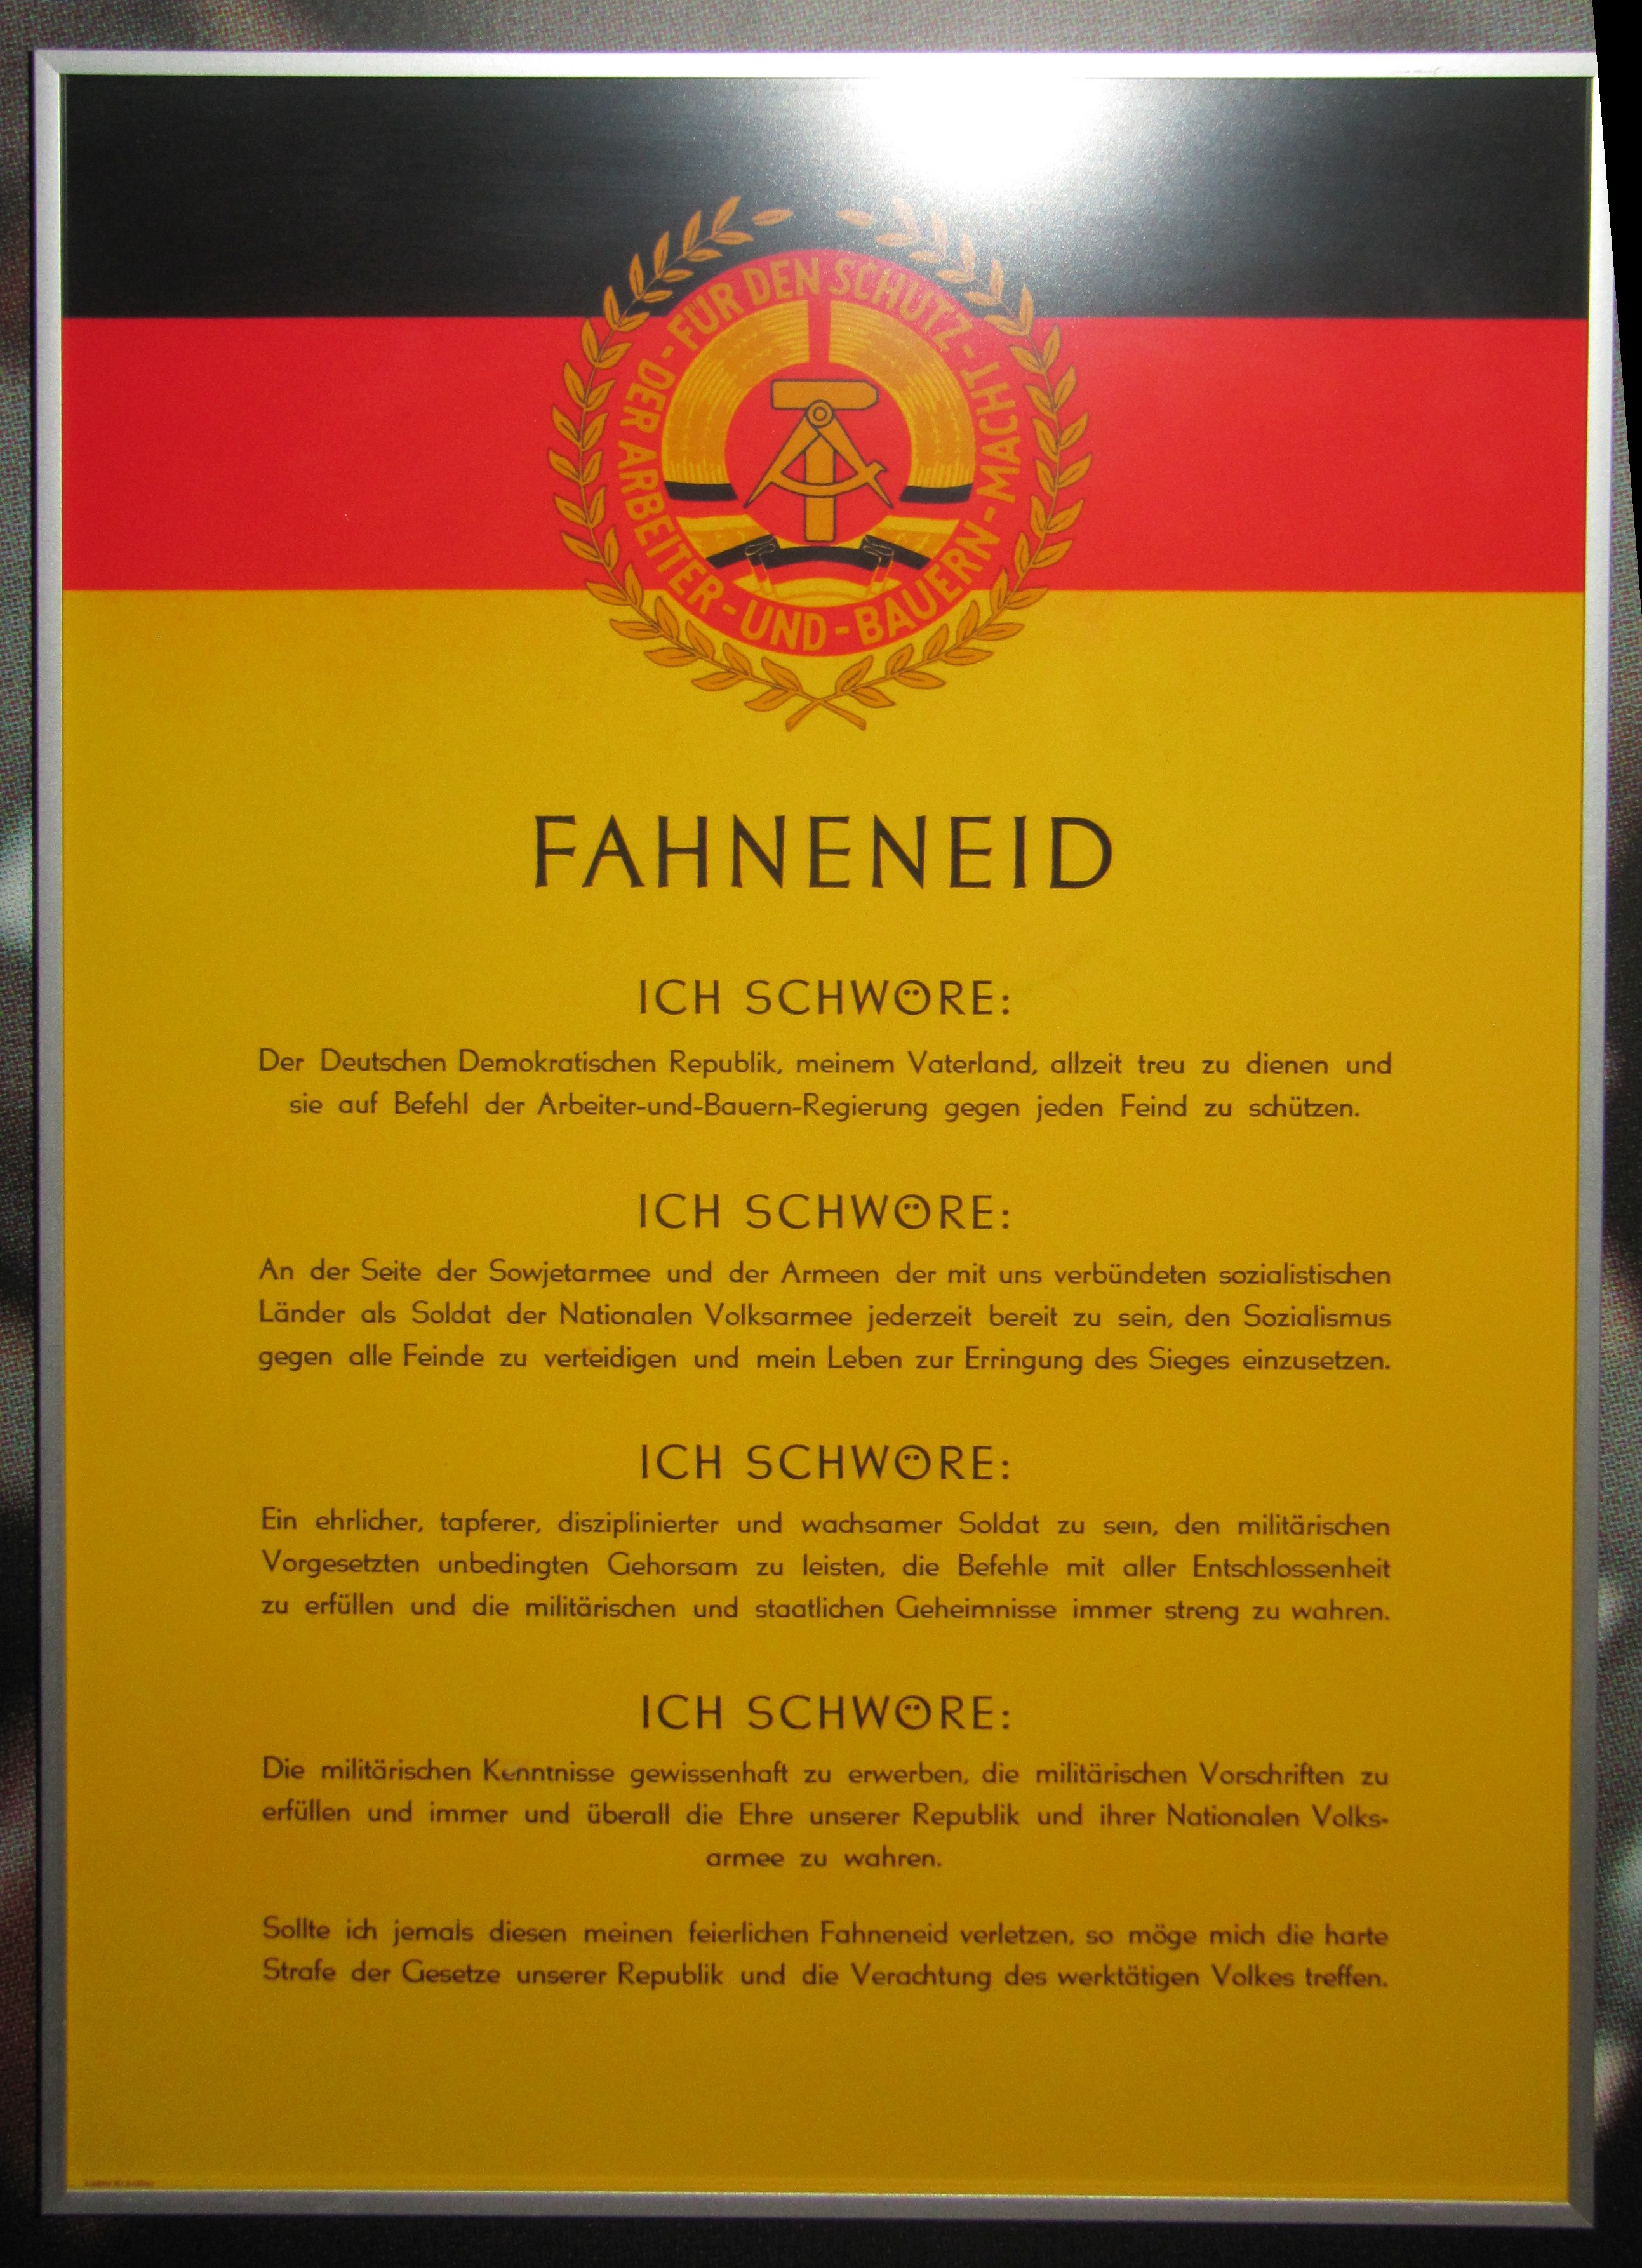 FÜR DEN SCHUTZ - DER ARBEITER-UND-BAUERN-MACHT
FAHNENEID
ICH SCHWÖRE:
Der Deutschen Demokratischen Republik, meinem Vaterland, allzeit treu zu dienen und
sie auf Befehl der Arbeiter-und-Bauern-Regierung gegen jeden Feind zu schützen.
ICH SCHWÖRE:
An der Seite der Sowjetarmee und der Armeen der mit uns verbündeten sozialistischen
Länder als Soldat der Nationalen Volksarmee jederzeit bereit zu sein, den Sozialismus
gegen alle Feinde zu verteidigen und mein Leben zur Erringung des Sieges einzusetzen.
ICH SCHWÖRE:
Ein ehrlicher, tapferer, disziplinierter und wachsamer Soldat zu sein, den militärischen
Vorgesetzten unbedingten Gehorsam zu leisten, die Befehle mit aller Entschlossenheit
zu erfüllen und die militärischen und staatlichen Geheimnisse immer streng zu wahren.
ICH SCHWÖRE:
Die militärischen Kenntnisse gewissenhaft zu erwerben, die militärischen Vorschriften zu
erfüllen und immer und überall die Ehre unserer Republik und ihrer Nationalen Volks-
armee zu wahren.
Sollte ich jemals diesen meinen feierlichen Fahneneid verletzen, so möge mich die harte
Strafe der Gesetze unserer Republik und die Verachtung des werktätigen Volkes treffen.